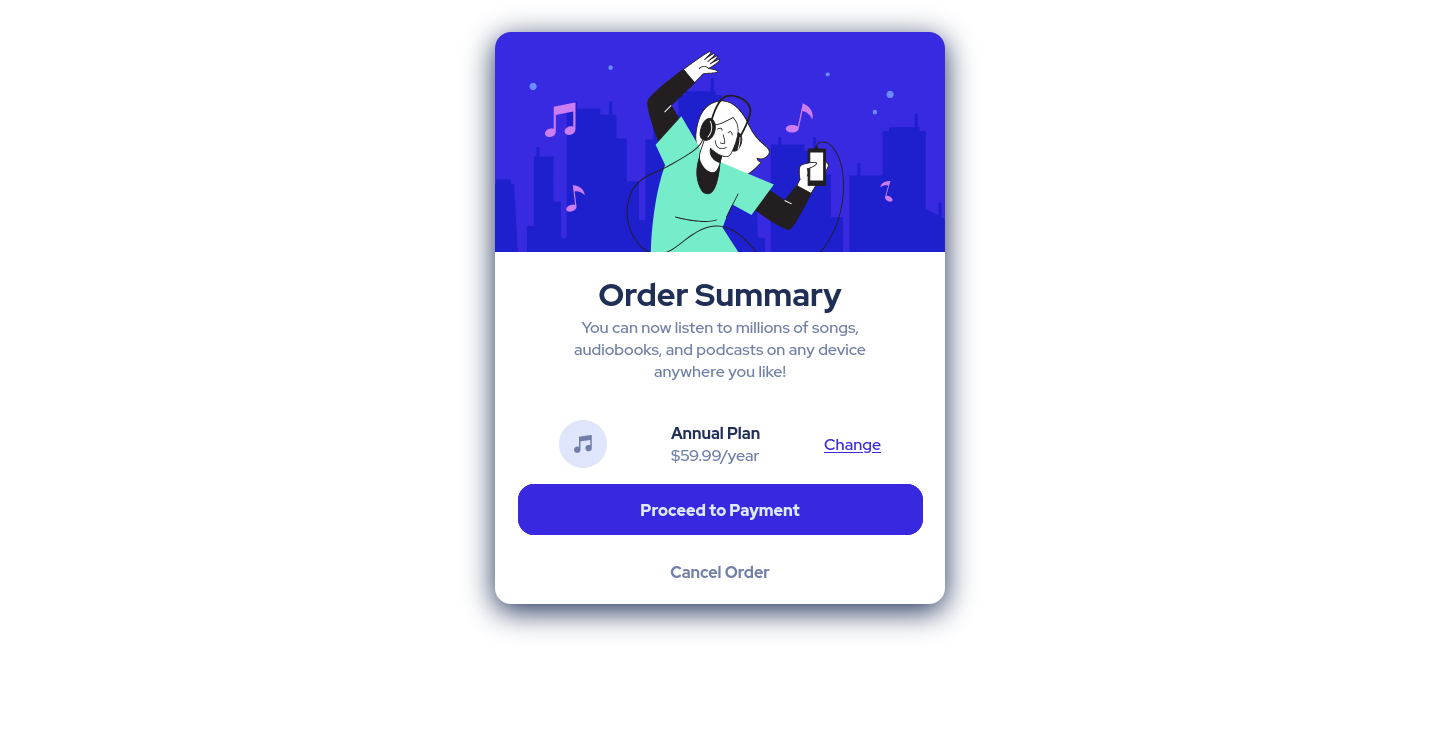 Order Summary
You can now listen to millions of songs,
audiobooks, and podcasts on any device
anywhere you like!
Annual Plan
$59.99/year
Change
Proceed to Payment
Cancel Order